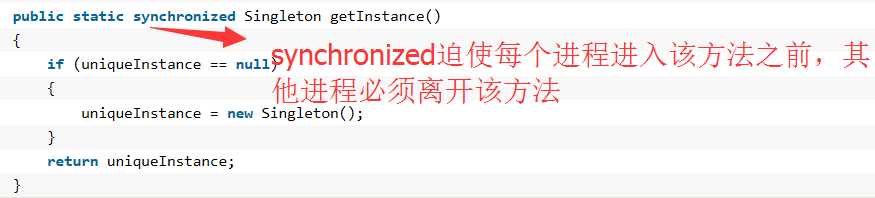 public static synchronized Singleton getInstance()
{
if (uniqueInstance == null)
synchronized迫使每个进程进入该方法之前，其
{
他进程必须离开该方法
uniqueInstance = new Singleton();
}
return uniqueInstance;
}